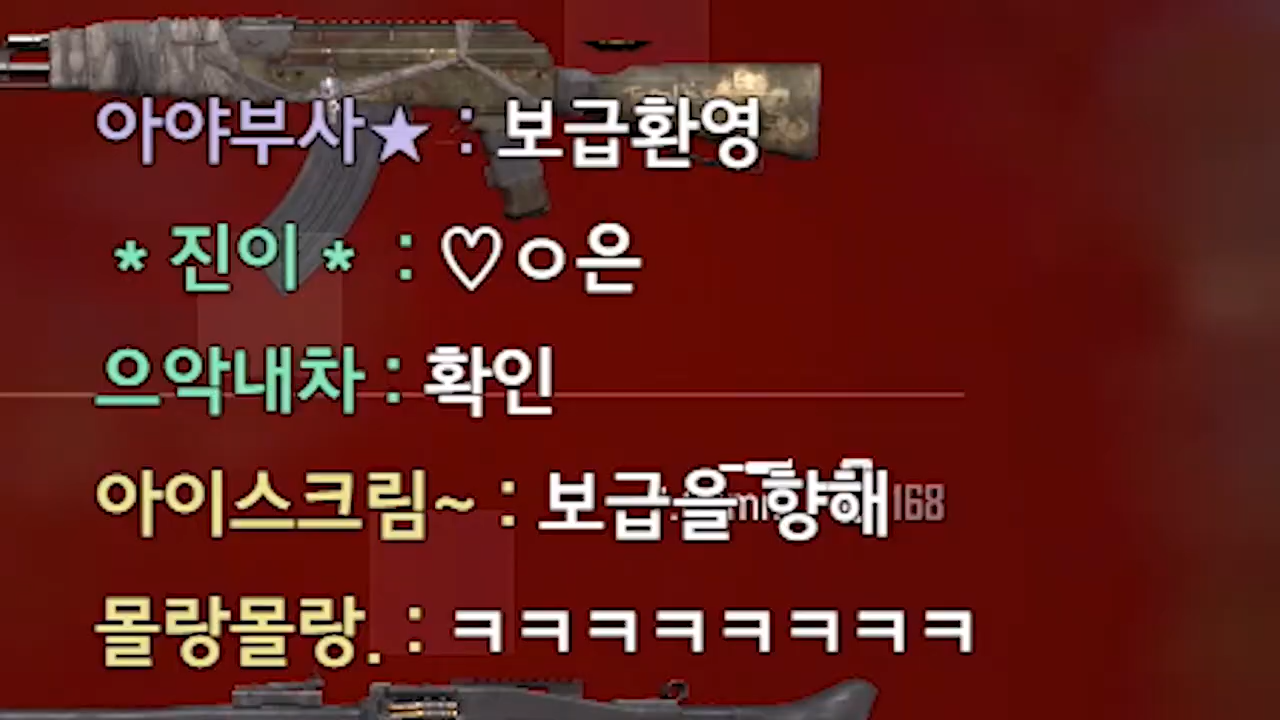 아야부사★ : 보급환영
* 진이 * : ♡ㅇ은
으악내차 : 확인
아이스크림~ : 보급을 향해
168
몰랑몰랑. : ㅋㅋㅋㅋㅋㅋㅋㅋ